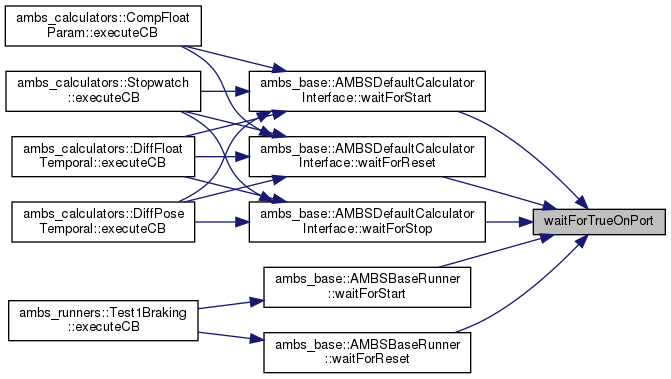 ambs_calculators::CompFloat
Param::executeCB
ambs_calculators::Stopwatch
::executeCB
ambs_calculators::DiffFloat
Temporal::executeCB
ambs_calculators::DiffPose
Temporal::executeCB
ambs_runners::Test1Braking
::executeCB
ambs_base::AMBSDefaultCalculator
Interface::waitForStart
ambs_base::AMBSDefaultCalculator
Interface::waitForReset
ambs_base::AMBSDefaultCalculator
Interface::waitForStop
ambs_base::AMBSBaseRunner
::waitForStart
ambs_base::AMBSBaseRunner
::waitForReset
waitForTrueOnPort